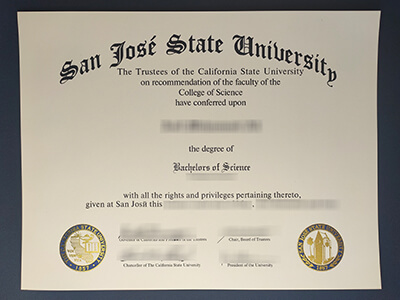 San José State University
The Trustees of the California State University
on recommendation of the faculty of the
College of Science
have conferred upon
the degree of
Bachelors of Science
with all the rights and privileges pertaining thereto,
given at San Josй this
Chair, Board of Trustees
Chancellor of The California State University
President of the University